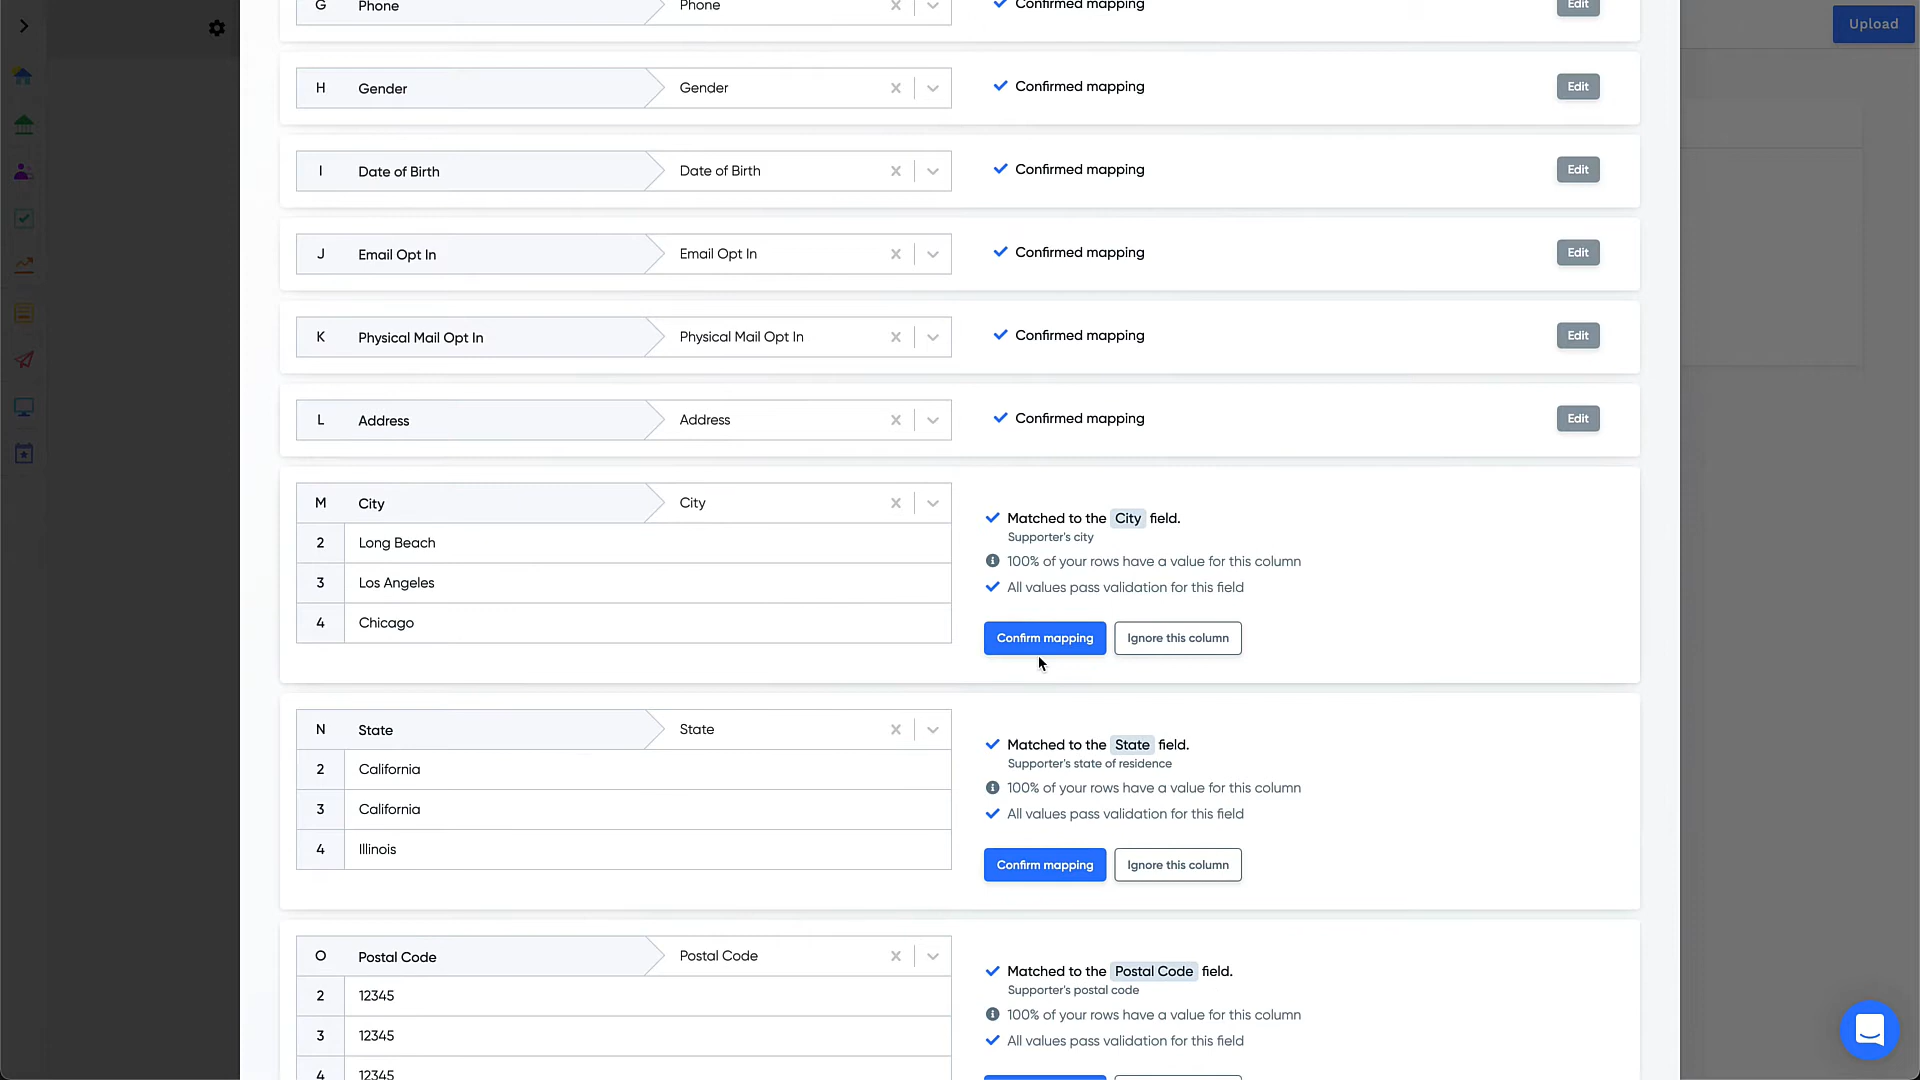 G Phone Phone Confirmed mapping Edit
Upload
H Gender Gender Confirmed mapping Edit
I Date of Birth Date of Birth Confirmed mapping Edit
J Email Opt In Email Opt In Confirmed mapping Edit
K Physical Mail Opt In Physical Mail Opt In Confirmed mapping Edit
L Address Address Confirmed mapping Edit
M City City
2 Long Beach
3 Los Angeles
4 Chicago
Matched to the City field.
Supporter's city
100% of your rows have a value for this column
All values pass validation for this field
Confirm mapping Ignore this column
N State State
2 California
3 California
4 Illinois
Matched to the State field.
Supporter's state of residence
100% of your rows have a value for this column
All values pass validation for this field
Confirm mapping Ignore this column
O Postal Code Postal Code
2 12345
3 12345
4 12345
Matched to the Postal Code field.
Supporter's postal code
100% of your rows have a value for this column
All values pass validation for this field